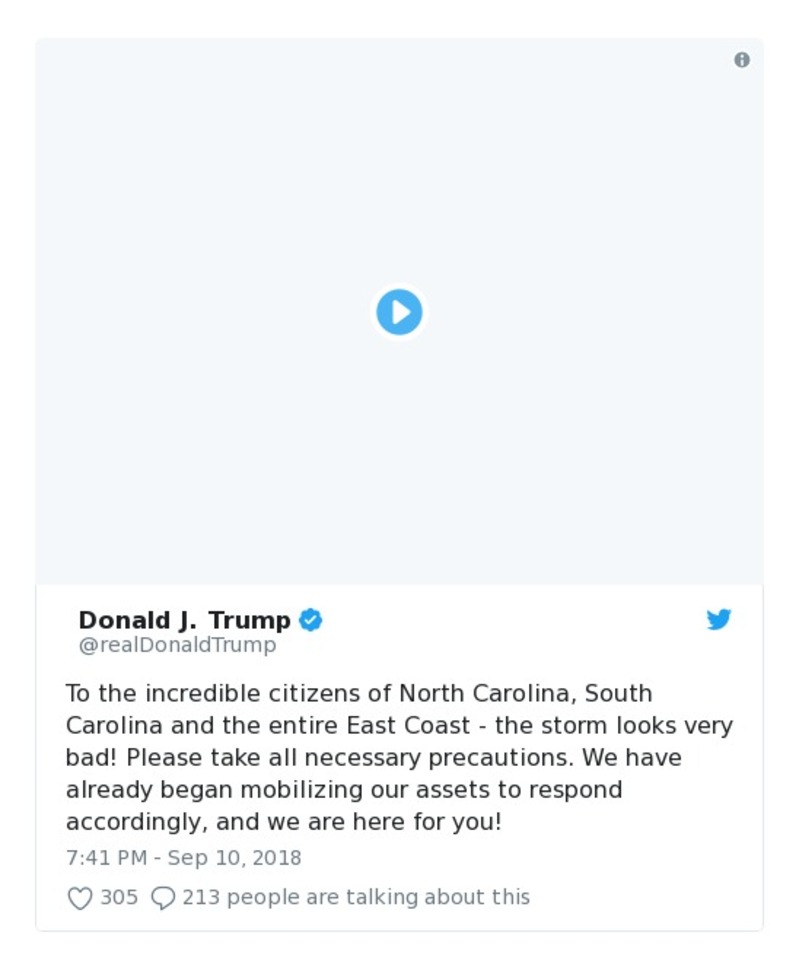 Donald J. Trump
@realDonaldTrump
To the incredible citizens of North Carolina, South
Carolina and the entire East Coast - the storm looks very
bad! Please take all necessary precautions. We have
already began mobilizing our assets to respond
accordingly, and we are here for you!
7:41 PM - Sep 10, 2018
305 213 people are talking about this